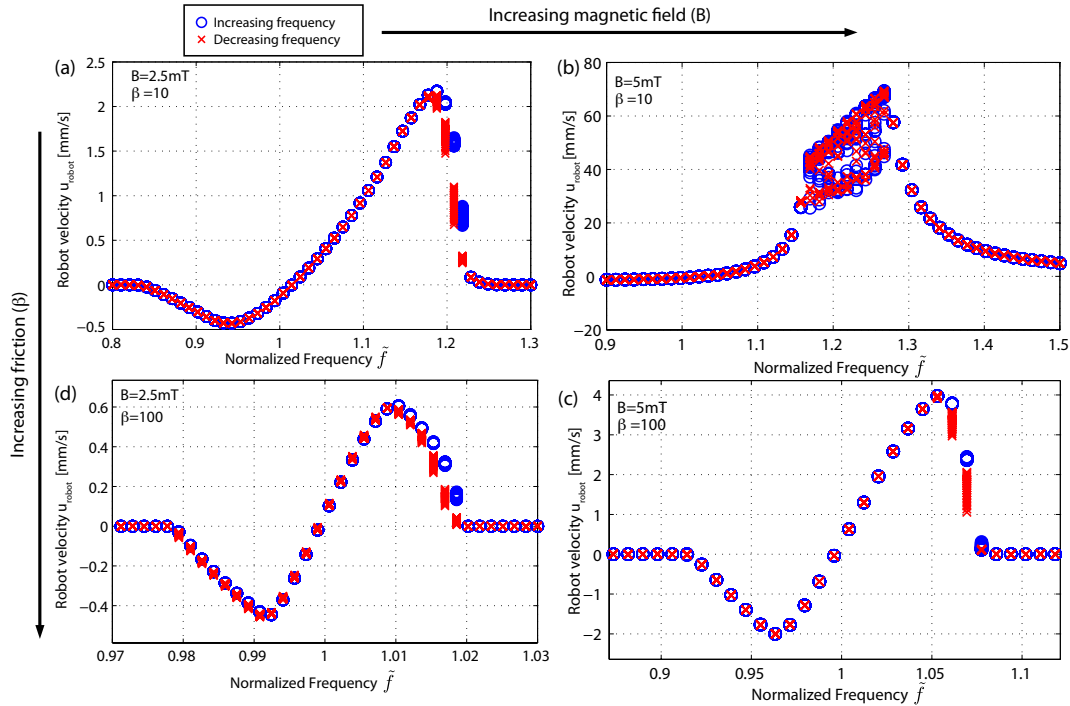 Increasing frequency
Decreasing frequency
Increasing magnetic field (B)
(a)
B=2.5mT
β =10
Robot velocity u_robot [mm/s]
2.5
2
1.5
1
0.5
0
−0.5
0.8 0.9 1 1.1 1.2 1.3
Normalized Frequency f̃
(b)
B=5mT
β =10
Robot velocity u_robot [mm/s]
80
60
40
20
0
−20
0.9 1 1.1 1.2 1.3 1.4 1.5
Normalized Frequency f̃
Increasing friction (β)
(d)
B=2.5mT
β=100
Robot velocity u_robot [mm/s]
0.6
0.4
0.2
0
−0.2
−0.4
0.97 0.98 0.99 1 1.01 1.02 1.03
Normalized Frequency f̃
(c)
B=5mT
β =100
Robot velocity u_robot [mm/s]
4
3
2
1
0
−1
−2
0.9 0.95 1 1.05 1.1
Normalized Frequency f̃